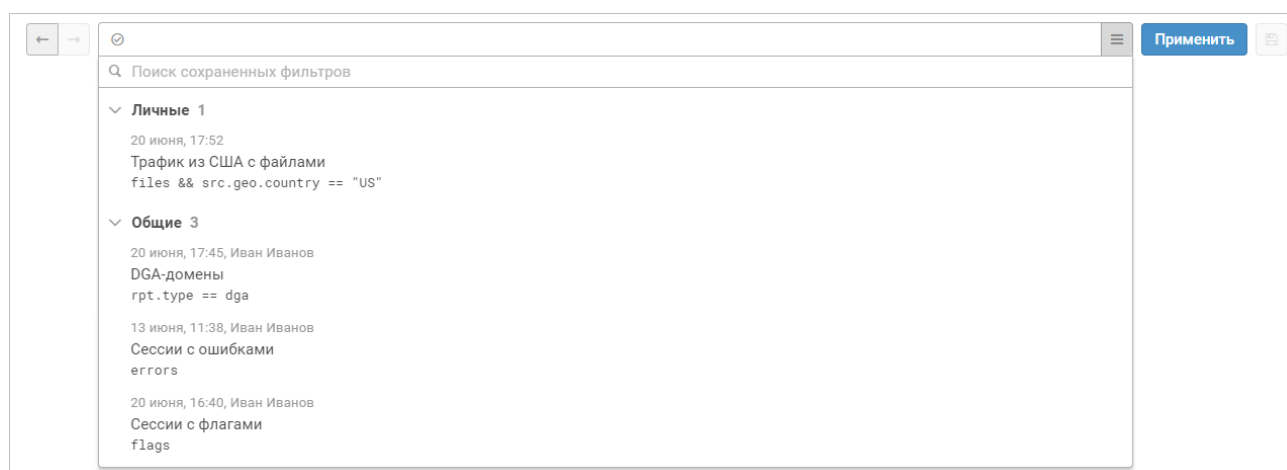 Применить
Поиск сохраненных фильтров
Личные 1
20 июня, 17:52
Трафик из США с файлами
files && src.geo.country == "US"
Общие 3
20 июня, 17:45, Иван Иванов
DGA-домены
rpt.type == dga
13 июня, 11:38, Иван Иванов
Сессии с ошибками
errors
20 июня, 16:40, Иван Иванов
Сессии с флагами
flags